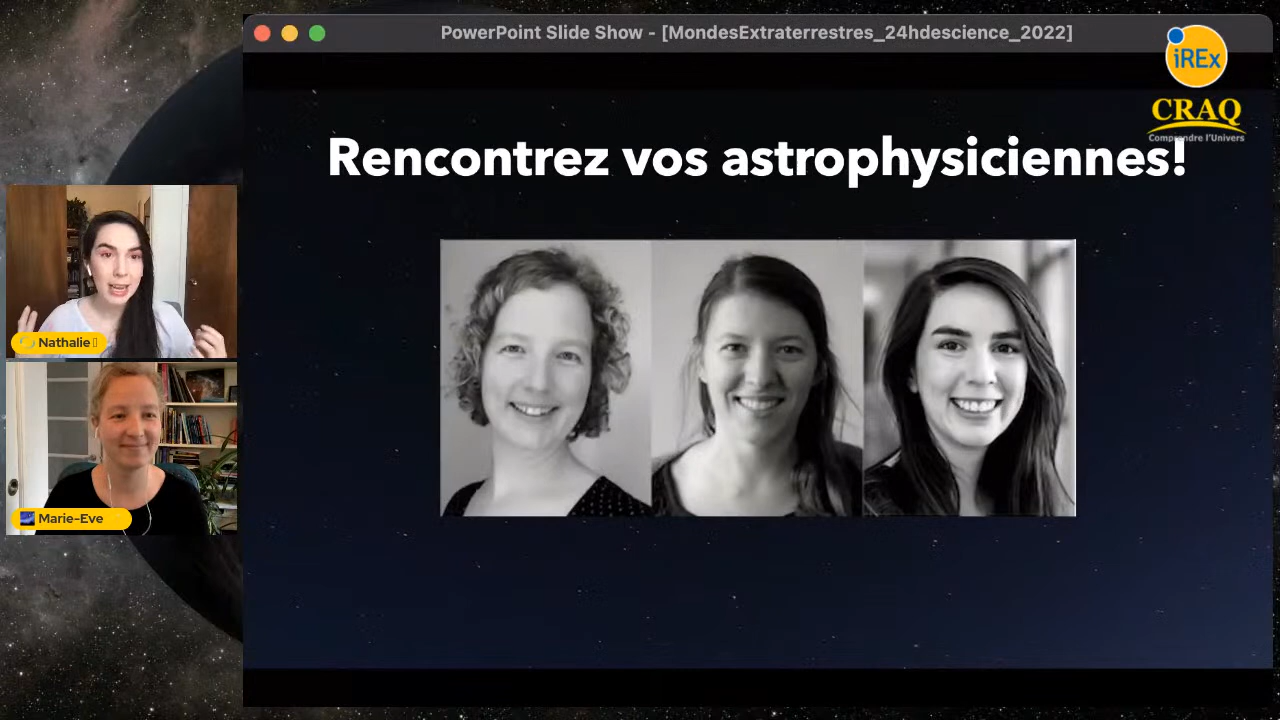 PowerPoint Slide Show - [MondesExtraterrestres_24hdescience_2022]
iREx
CRAQ
Comprendre l'Univers
Rencontrez vos astrophysiciennes!
Nathalie
Marie-Eve